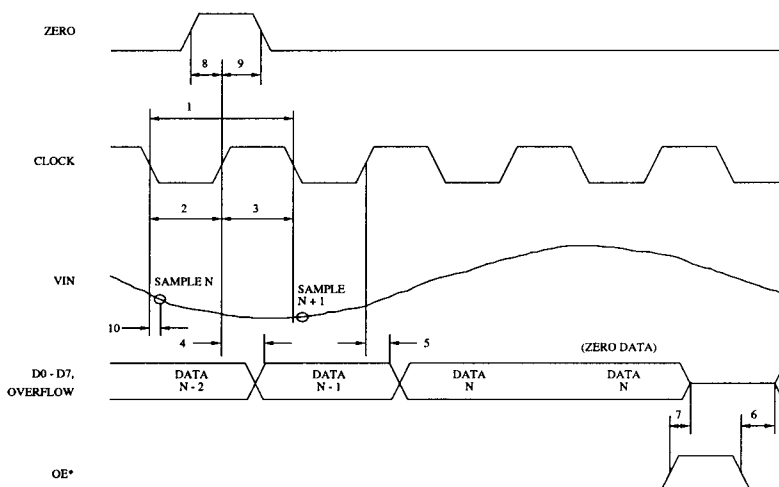 ZERO
8 9
1
CLOCK
2 3
VIN
SAMPLE N
SAMPLE
N + 1
10
4 5
(ZERO DATA)
D0 - D7,
OVERFLOW
DATA
N - 2
DATA
N - 1
DATA
N
DATA
N
7 6
OE*